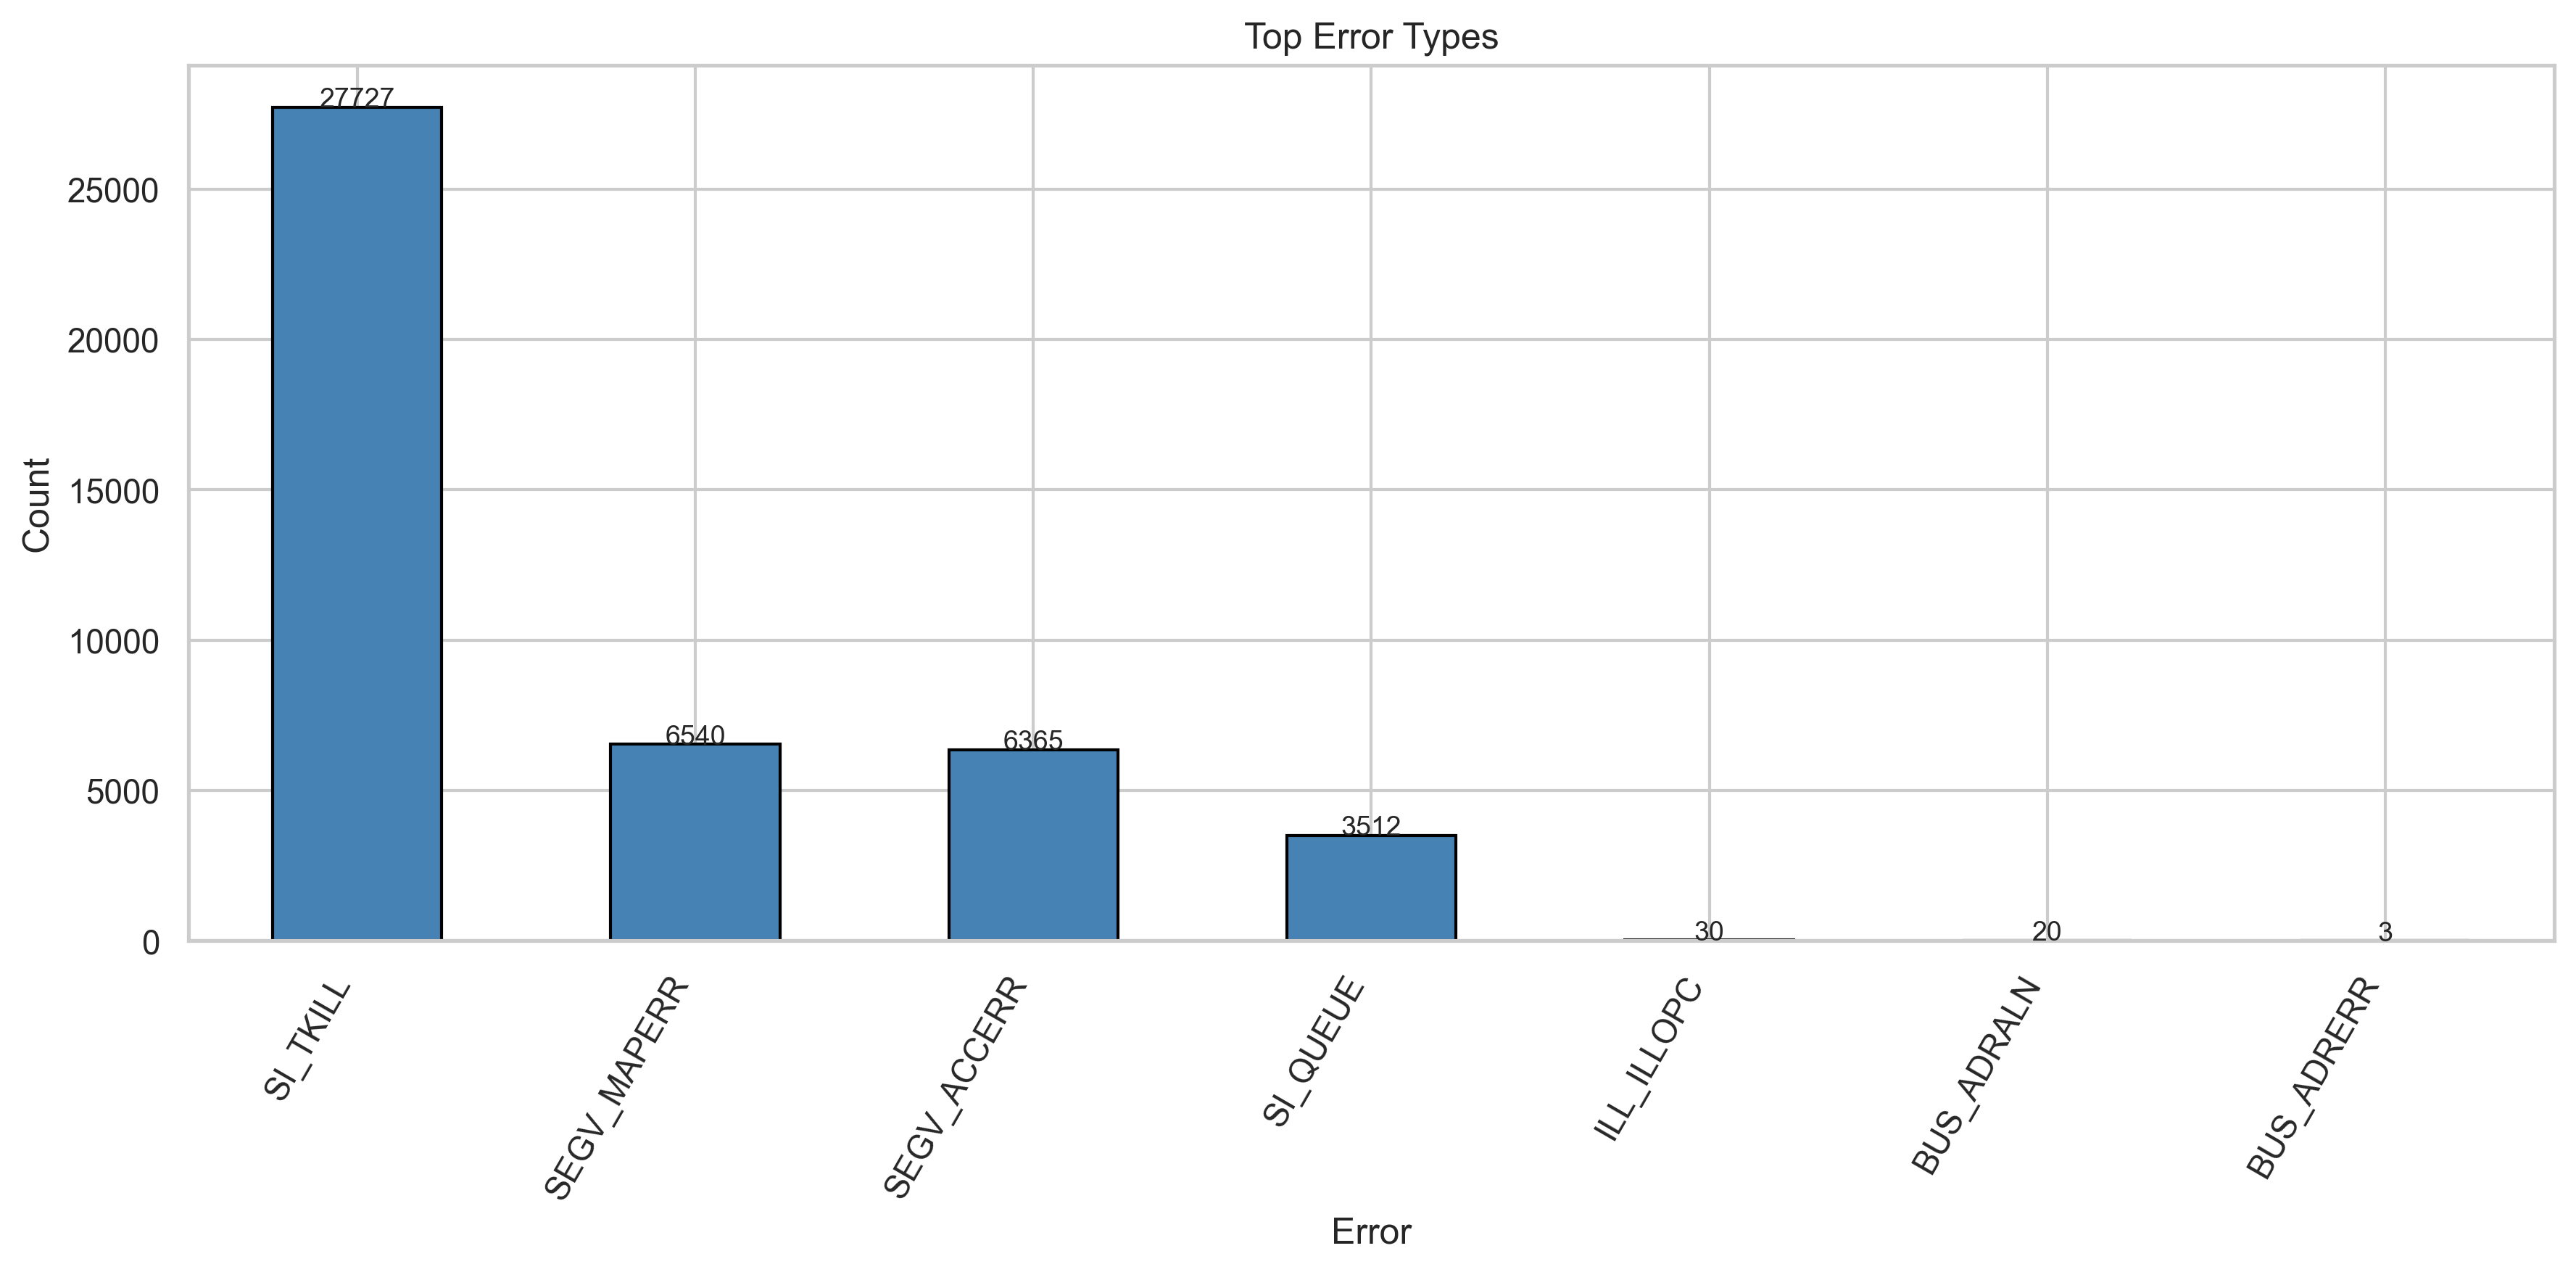 Top Error Types
27727
25000
20000
15000
10000
5000
0
Count
6540
6365
3512
30
20
3
SI_TKILL
SEGV_MAPERR
SEGV_ACCERR
SI_QUEUE
ILL_ILLOPC
BUS_ADRALN
BUS_ADRERR
Error